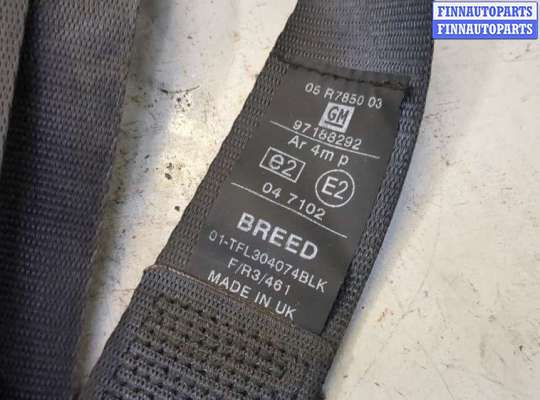 FINNAUTOPARTS
FINNAUTOPARTS
05 R7850 03
GM
97188292
Ar 4m p
e2 E2
04 7102
BREED
01-TFL304074BLK
F/R3/461
MADE IN UK